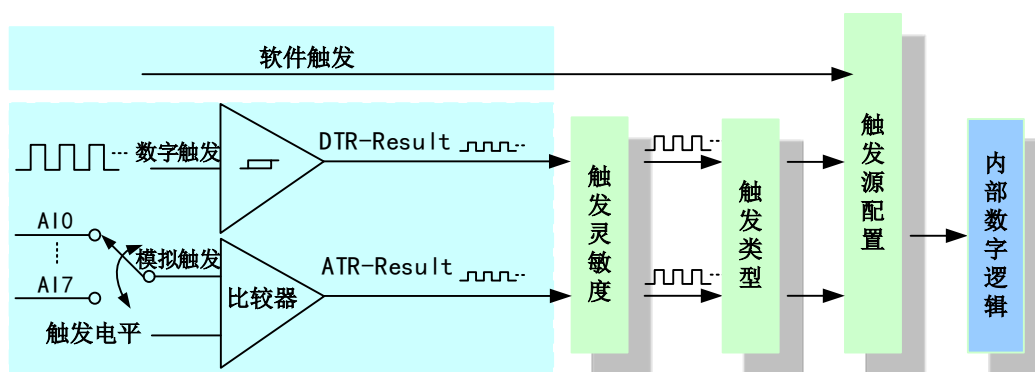 软件触发
数字触发
DTR-Result
AI0
AI7
模拟触发
触发电平
比较器
ATR-Result
触发灵敏度
触发类型
触发源配置
内部数字逻辑